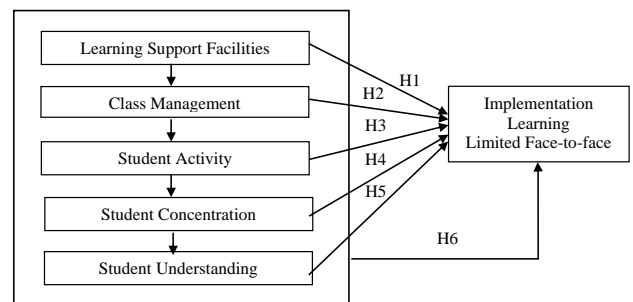 Learning Support Facilities
H1
Class Management
H2
Implementation
Learning
Limited Face-to-face
H3
Student Activity
H4
H5
Student Concentration
H6
Student Understanding